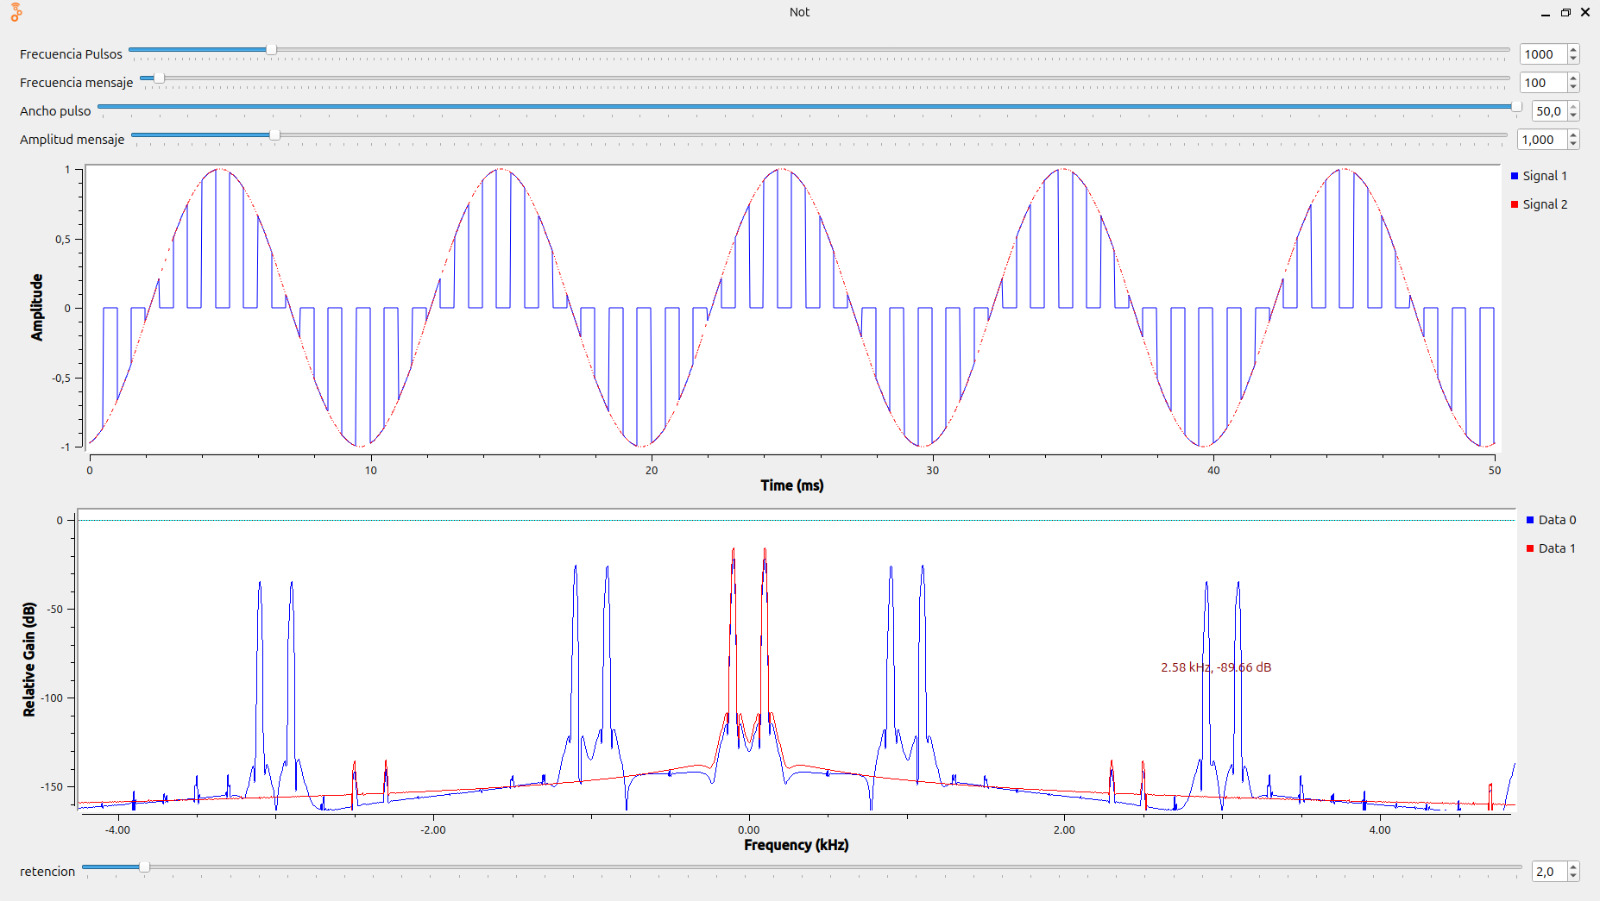 Not
Frecuencia Pulsos 1000
Frecuencia mensaje 100
Ancho pulso 50,0
Amplitud mensaje 1,000
Signal 1
Signal 2
1
0,5
0
-0,5
-1
Amplitude
0 10 20 30 40 50
Time (ms)
Data 0
Data 1
0
-50
-100
-150
Relative Gain (dB)
2.58 kHz, -89.66 dB
-4.00 -2.00 0.00 2.00 4.00
Frequency (kHz)
retencion 2,0